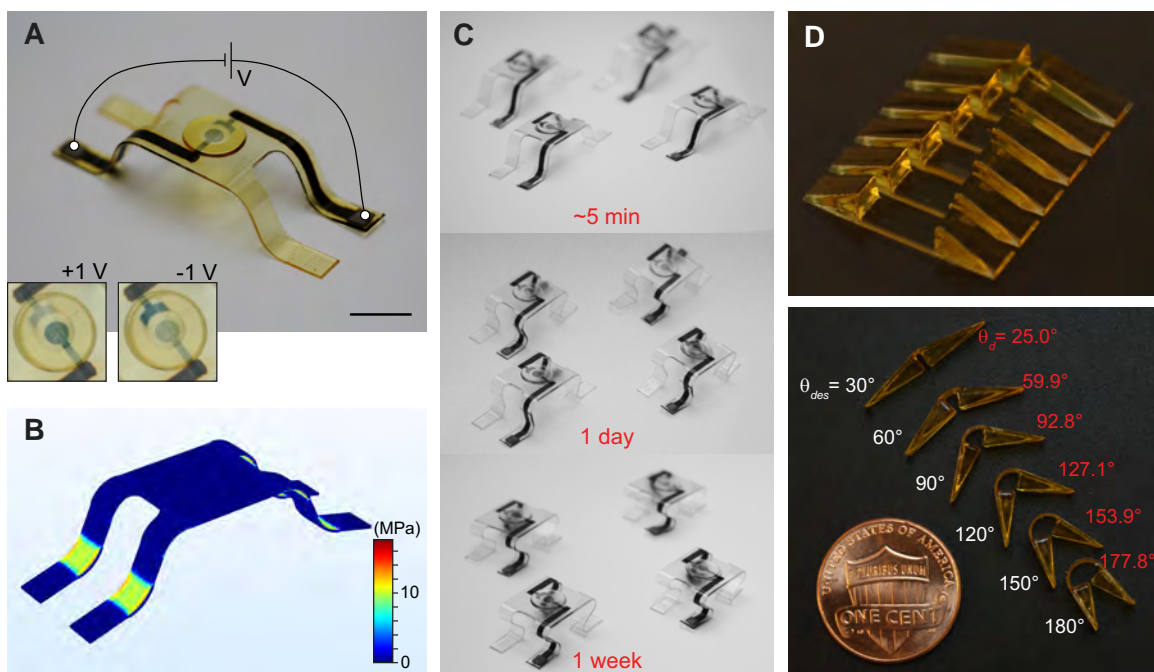 A
V
+1 V
-1 V
B
(MPa)
10
0
C
~5 min
1 day
1 week
D
θd= 25.0°
θdes= 30°
59.9°
60°
92.8°
90°
127.1°
120°
153.9°
150°
177.8°
180°
UNITED STATES OF AMERICA
E PLURIBUS UNUM
ONE CENT